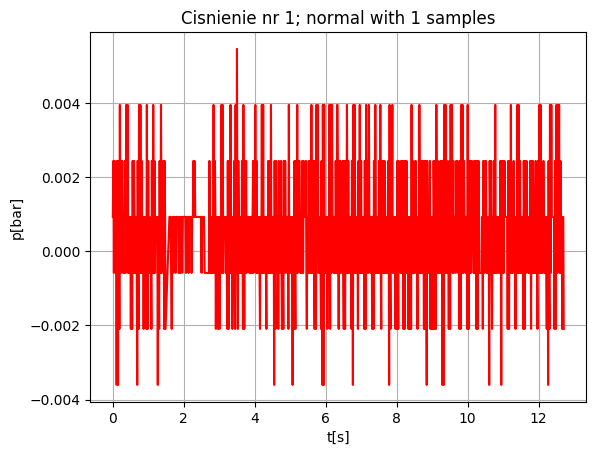 Cisnienie nr 1; normal with 1 samples
p[bar]
0.004
0.002
0.000
−0.002
−0.004
0 2 4 6 8 10 12
t[s]